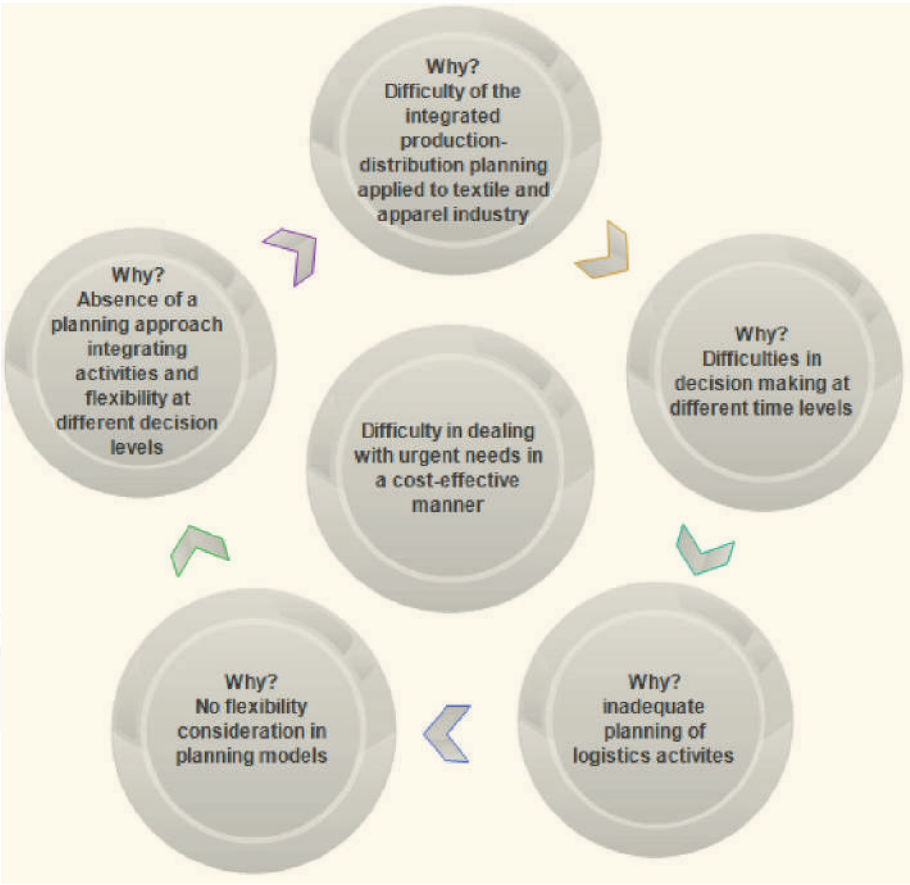 Why?
Difficulty of the
integrated
production-
distribution planning
applied to textile and
apparel industry
Why?
Difficulties in
decision making at
different time levels
Why?
inadequate
planning of
logistics activites
Why?
No flexibility
consideration in
planning models
Why?
Absence of a
planning approach
integrating
activities and
flexibility at
different decision
levels
Difficulty in dealing
with urgent needs in
a cost-effective
manner